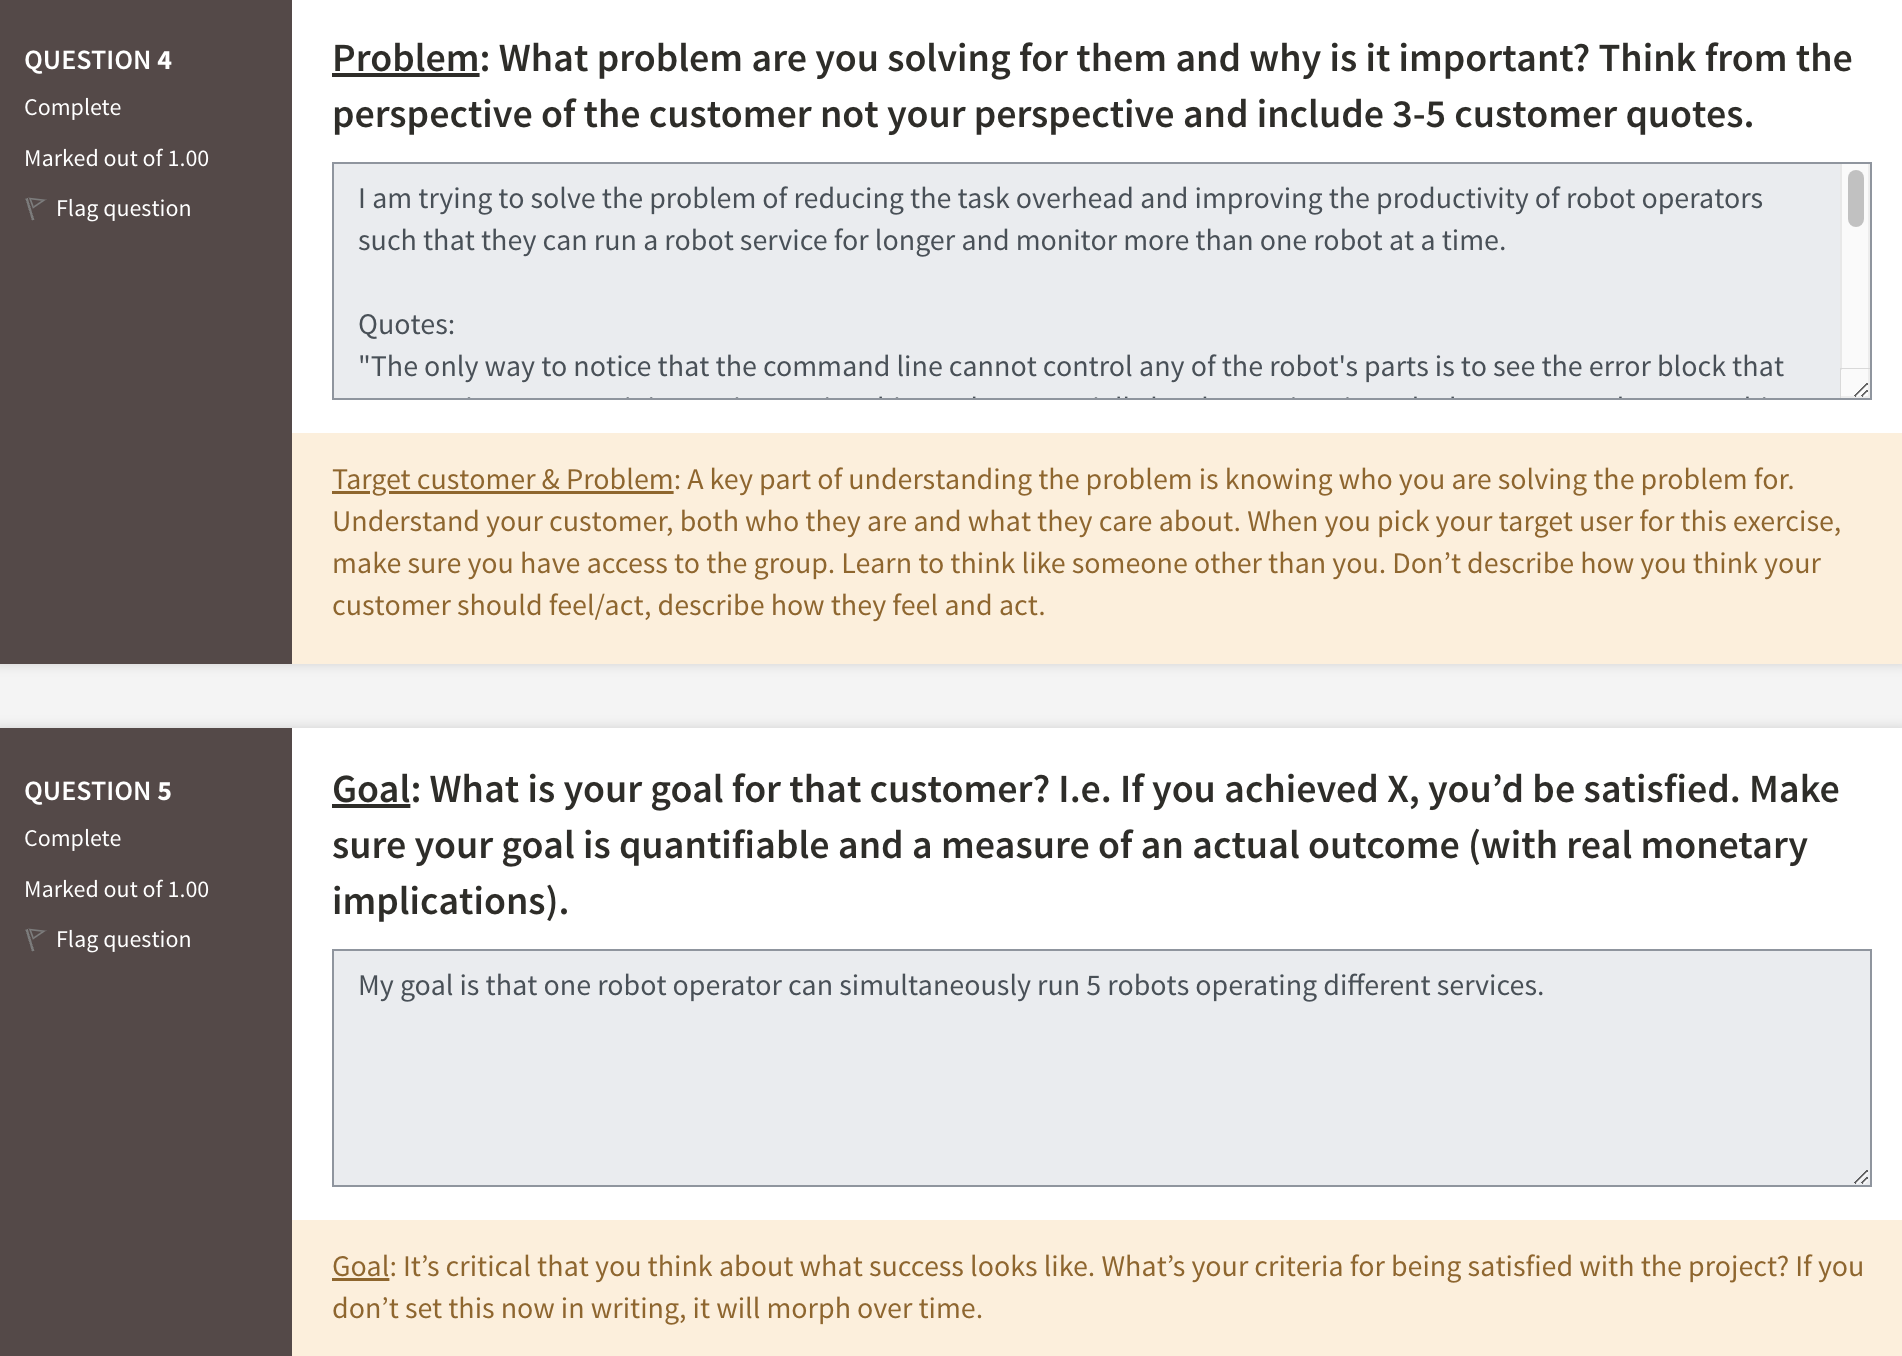 QUESTION 4
Complete
Marked out of 1.00
Flag question
Problem: What problem are you solving for them and why is it important? Think from the
perspective of the customer not your perspective and include 3-5 customer quotes.
I am trying to solve the problem of reducing the task overhead and improving the productivity of robot operators
such that they can run a robot service for longer and monitor more than one robot at a time.
Quotes:
"The only way to notice that the command line cannot control any of the robot's parts is to see the error block that
Target customer & Problem: A key part of understanding the problem is knowing who you are solving the problem for.
Understand your customer, both who they are and what they care about. When you pick your target user for this exercise,
make sure you have access to the group. Learn to think like someone other than you. Don’t describe how you think your
customer should feel/act, describe how they feel and act.
QUESTION 5
Complete
Marked out of 1.00
Flag question
Goal: What is your goal for that customer? I.e. If you achieved X, you’d be satisfied. Make
sure your goal is quantifiable and a measure of an actual outcome (with real monetary
implications).
My goal is that one robot operator can simultaneously run 5 robots operating different services.
Goal: It’s critical that you think about what success looks like. What’s your criteria for being satisfied with the project? If you
don’t set this now in writing, it will morph over time.